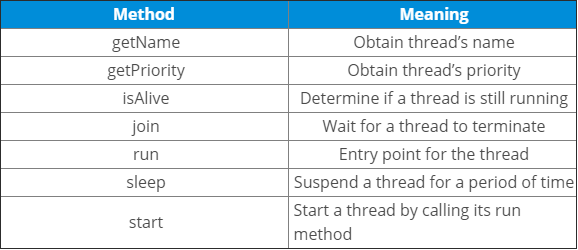 Method Meaning
getName Obtain thread’s name
getPriority Obtain thread’s priority
isAlive Determine if a thread is still running
join Wait for a thread to terminate
run Entry point for the thread
sleep Suspend a thread for a period of time
start Start a thread by calling its run
method